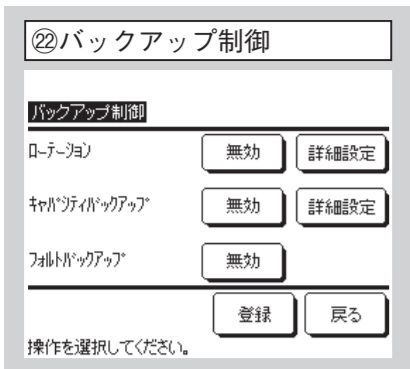 ㉒バックアップ制御
バックアップ制御
ﾛｰﾃｰｼｮﾝ 無効 詳細設定
ｷｬﾊﾟｼﾃｨﾊﾞｯｸｱｯﾌﾟ 無効 詳細設定
ﾌｫﾙﾄﾊﾞｯｸｱｯﾌﾟ 無効
登録 戻る
操作を選択してください。